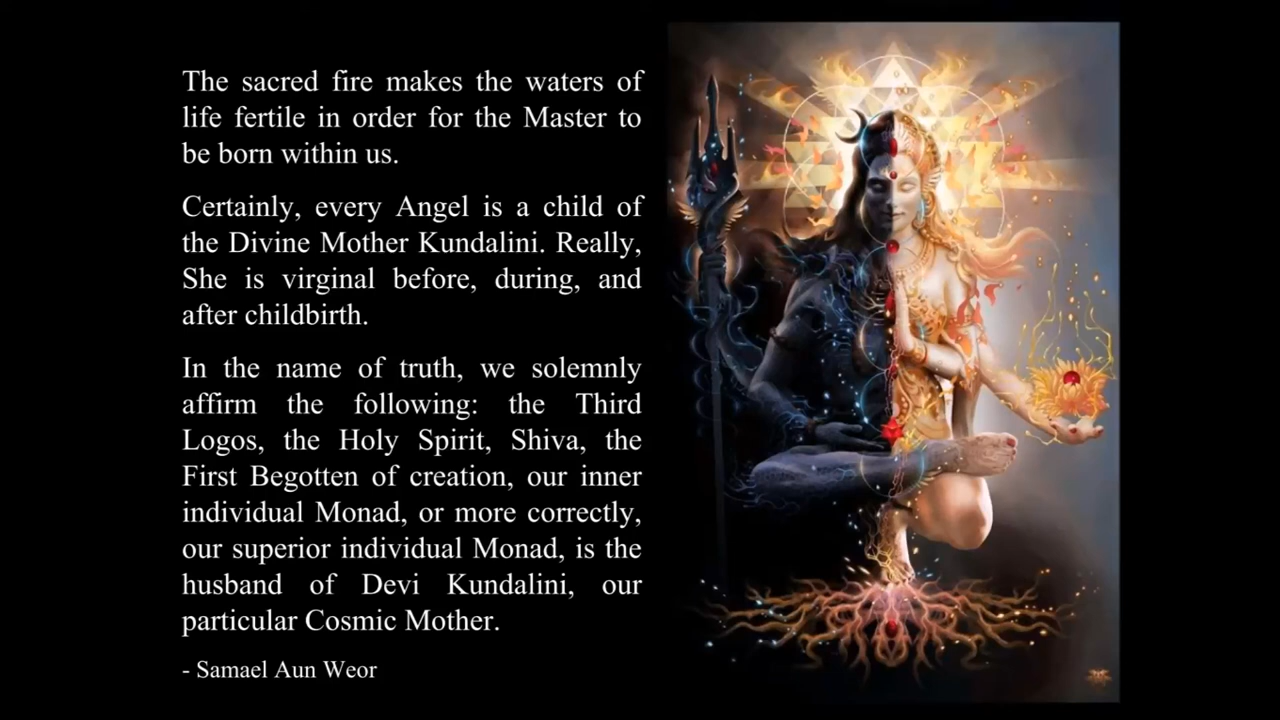 The sacred fire makes the waters of
life fertile in order for the Master to
be born within us.
Certainly, every Angel is a child of
the Divine Mother Kundalini. Really,
She is virginal before, during, and
after childbirth.
In the name of truth, we solemnly
affirm the following: the Third
Logos, the Holy Spirit, Shiva, the
First Begotten of creation, our inner
individual Monad, or more correctly,
our superior individual Monad, is the
husband of Devi Kundalini, our
particular Cosmic Mother.
- Samael Aun Weor